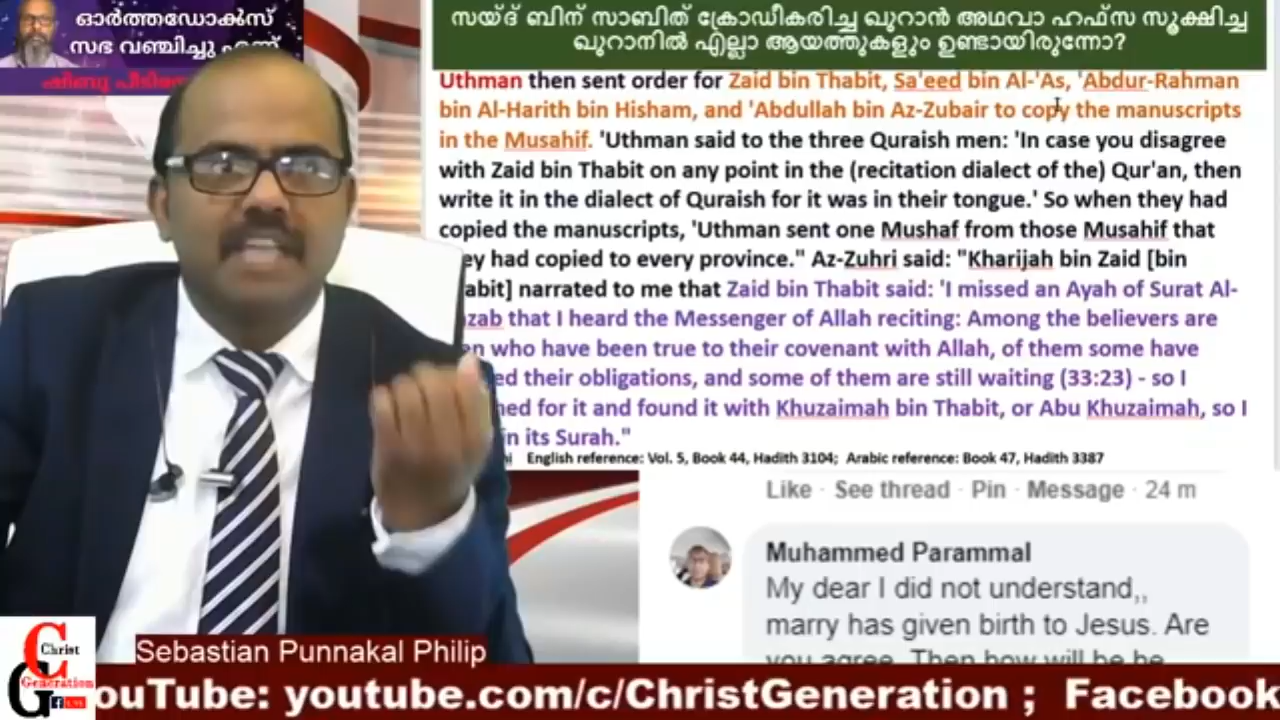 ഓർത്തഡോക്സ്
സഭ വഞ്ചിച്ചു എന്ന്
ഷിബു
സയ്ദ് ബിന് സാബിത് ക്രോഡീകരിച്ച ഖുറാൻ അഥവാ ഹഫ്സ സൂക്ഷിച്ച
ഖുറാനിൽ എല്ലാ ആയത്തുകളും ഉണ്ടായിരുന്നോ?
Uthman then sent order for Zaid bin Thabit, Sa'eed bin Al-'As, 'Abdur-Rahman
bin Al-Harith bin Hisham, and 'Abdullah bin Az-Zubair to copy the manuscripts
in the Musahif. 'Uthman said to the three Quraish men: 'In case you disagree
with Zaid bin Thabit on any point in the (recitation dialect of the) Qur'an, then
write it in the dialect of Quraish for it was in their tongue.' So when they had
copied the manuscripts, 'Uthman sent one Mushaf from those Musahif that
ey had copied to every province." Az-Zuhri said: "Kharijah bin Zaid [bin
abit] narrated to me that Zaid bin Thabit said: 'I missed an Ayah of Surat Al-
zab that I heard the Messenger of Allah reciting: Among the believers are
n who have been true to their covenant with Allah, of them some have
ed their obligations, and some of them are still waiting (33:23) - so I
hed for it and found it with Khuzaimah bin Thabit, or Abu Khuzaimah, so I
in its Surah."
English reference: Vol. 5, Book 44, Hadith 3104; Arabic reference: Book 47, Hadith 3387
Like · See thread · Pin · Message · 24 m
Muhammed Parammal
My dear I did not understand,,
marry has given birth to Jesus. Are
you agree. Then how will be he
Sebastian Punnakal Philip
C Christ
G Generation
ouTube: youtube.com/c/ChristGeneration ; Facebook